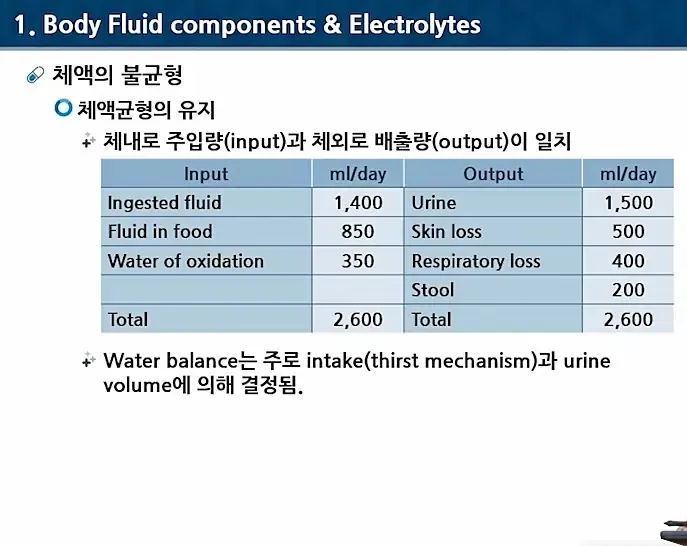 1. Body Fluid components & Electrolytes
체액의 불균형
체액균형의 유지
체내로 주입량(input)과 체외로 배출량(output)이 일치
Input ml/day Output ml/day
Ingested fluid 1,400 Urine 1,500
Fluid in food 850 Skin loss 500
Water of oxidation 350 Respiratory loss 400
Stool 200
Total 2,600 Total 2,600
Water balance는 주로 intake(thirst mechanism)과 urine
volume에 의해 결정됨.